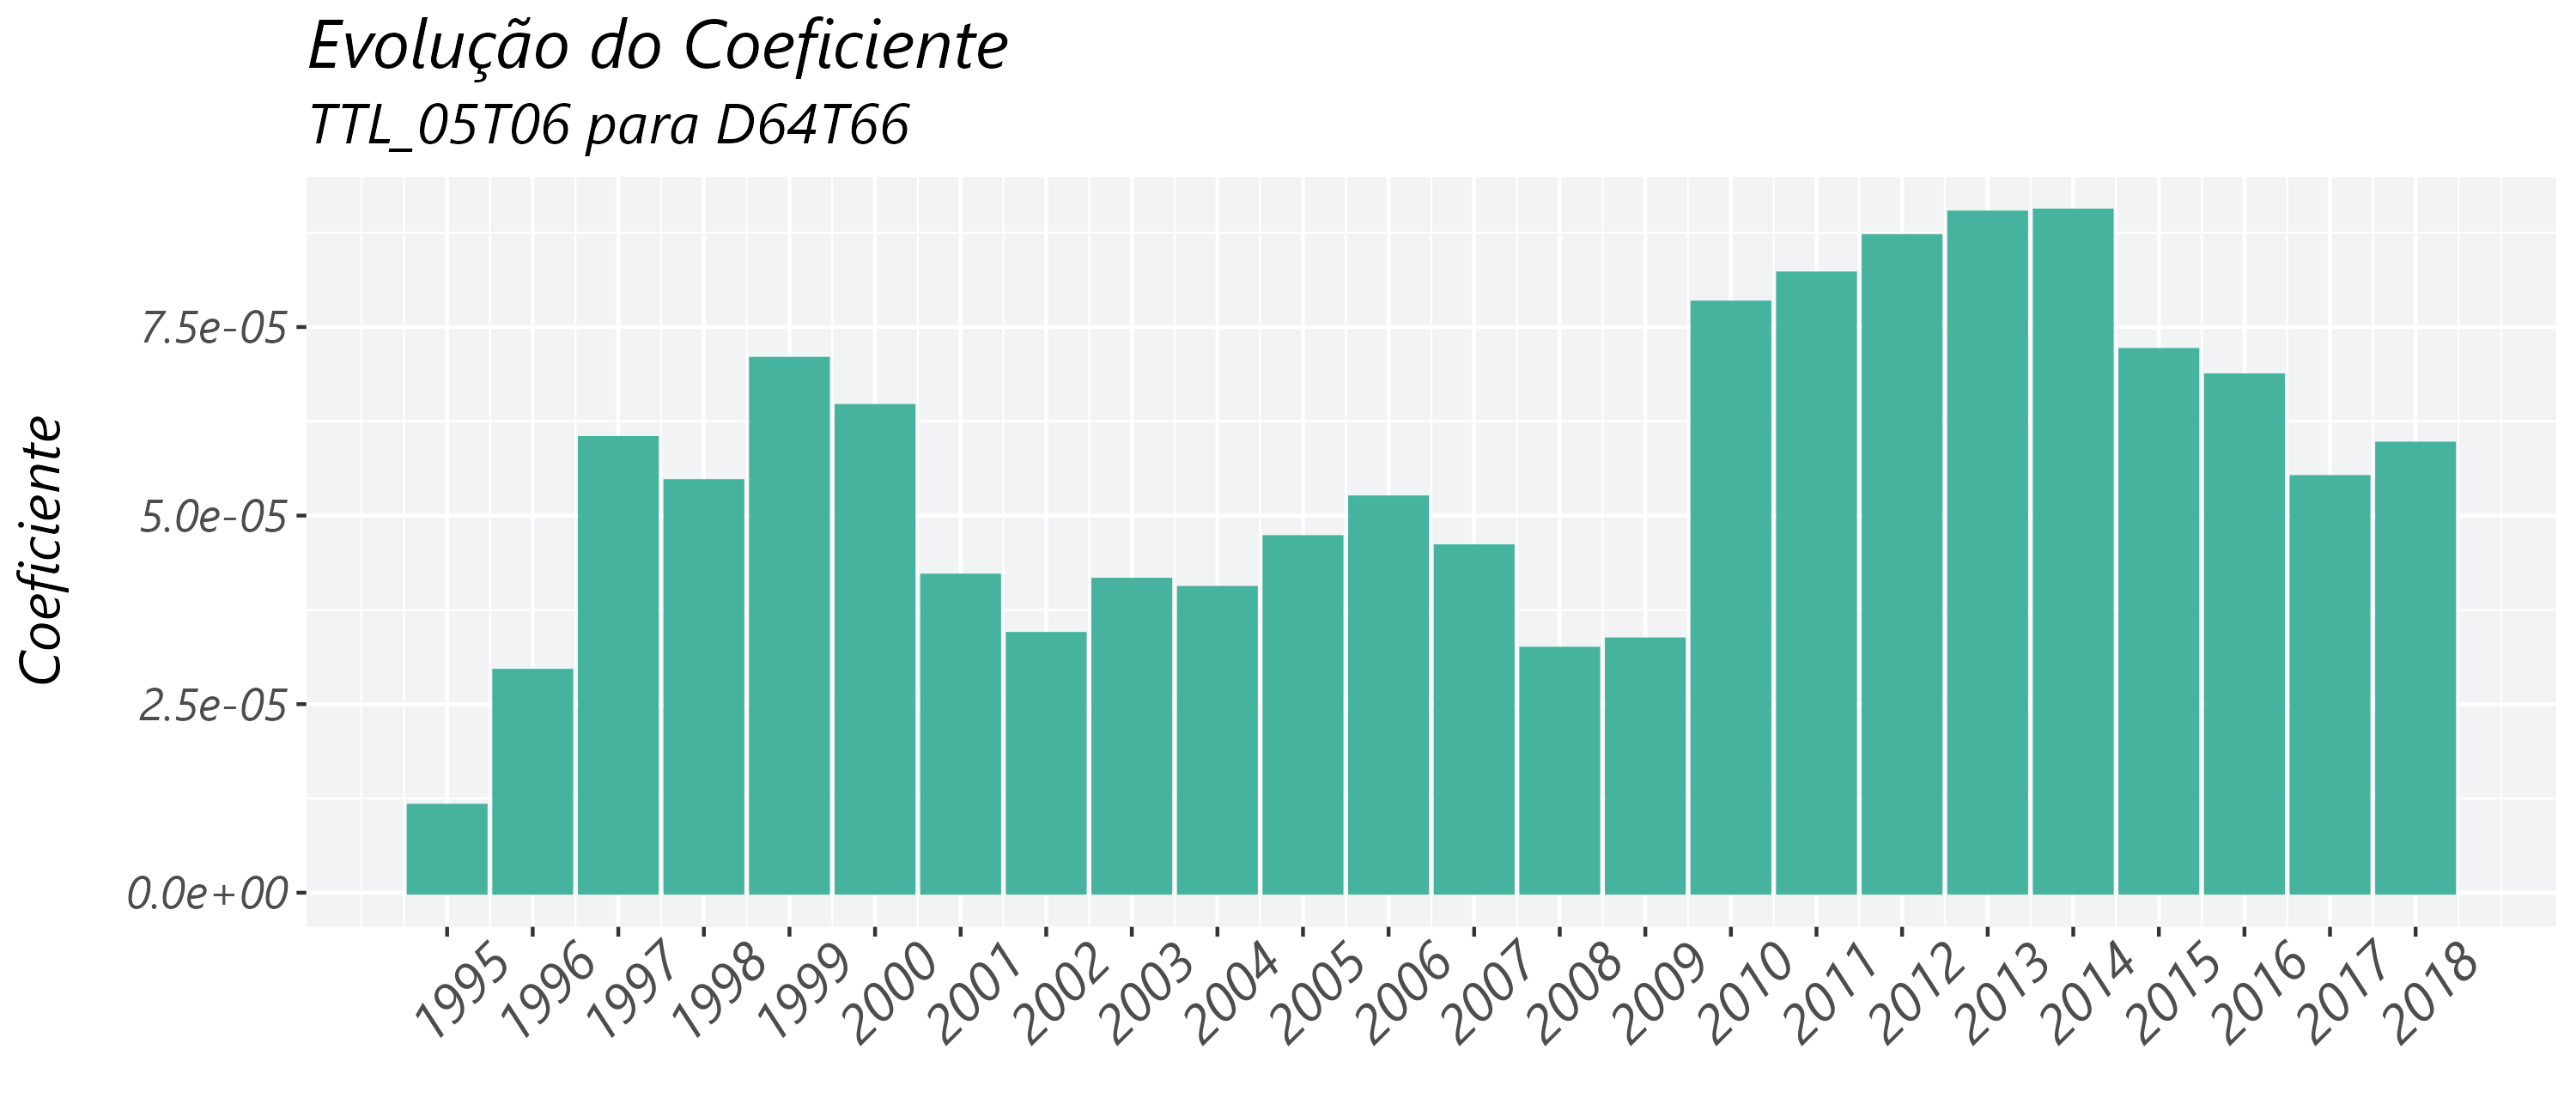 Evolução do Coeficiente
TTL_05T06 para D64T66
Coeficiente
7.5e-05
5.0e-05
2.5e-05
0.0e+00
1995 1996 1997 1998 1999 2000 2001 2002 2003 2004 2005 2006 2007 2008 2009 2010 2011 2012 2013 2014 2015 2016 2017 2018